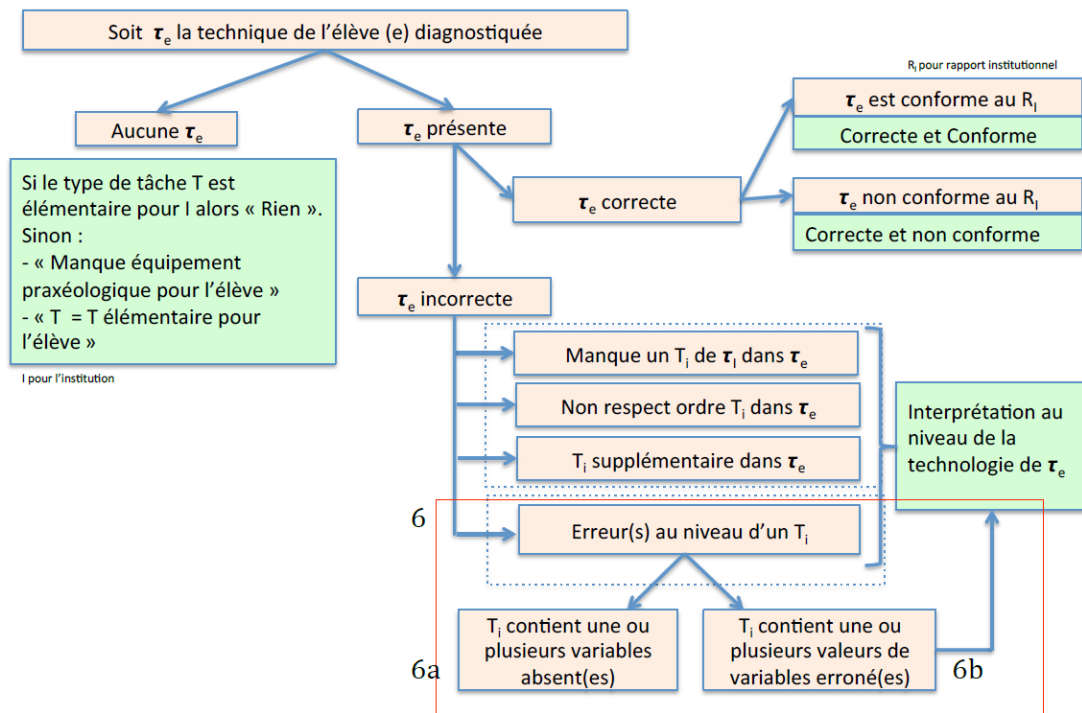 Soit τe la technique de l’élève (e) diagnostiquée
RI pour rapport institutionnel
τe est conforme au RI
Correcte et Conforme
Aucune τe
τe présente
Si le type de tâche T est
élémentaire pour I alors « Rien ».
Sinon :
- « Manque équipement
praxéologique pour l’élève »
- « T = T élémentaire pour
l’élève »
I pour l’institution
τe correcte
τe non conforme au RI
Correcte et non conforme
τe incorrecte
Manque un Ti de τI dans τe
Non respect ordre Ti dans τe
Ti supplémentaire dans τe
Interprétation au
niveau de la
technologie de τe
6
Erreur(s) au niveau d’un Ti
6a
Ti contient une ou
plusieurs variables
absent(es)
Ti contient une ou
plusieurs valeurs de
variables erroné(es)
6b